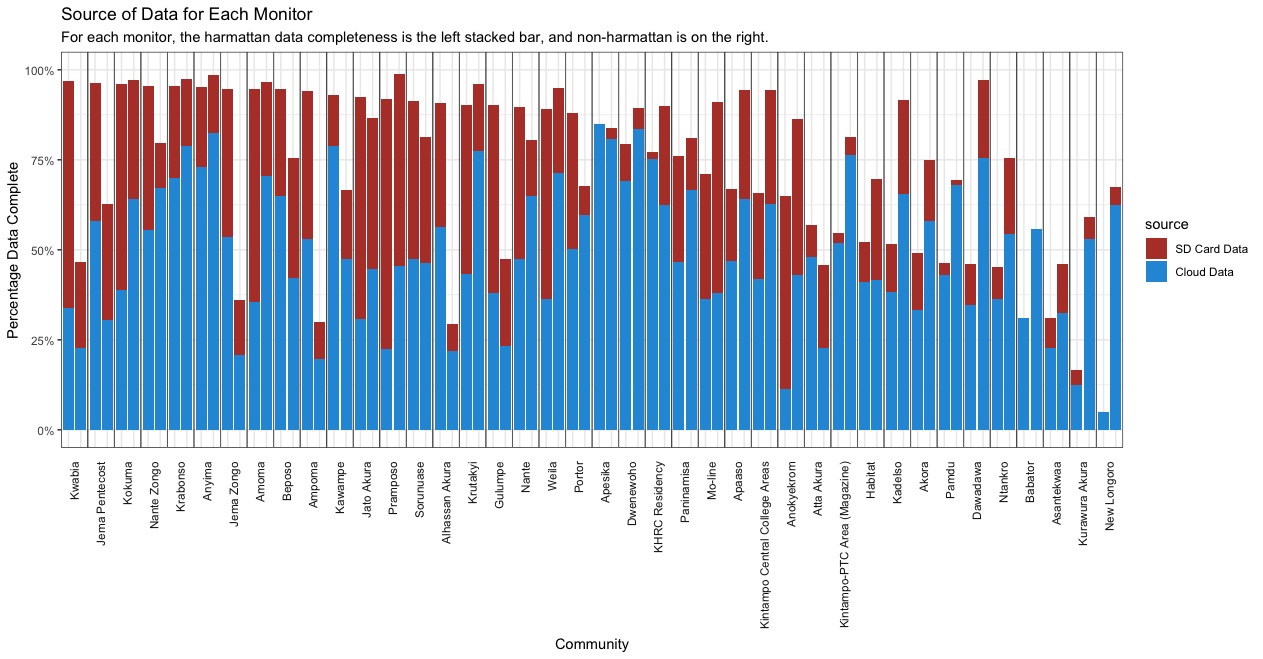 Source of Data for Each Monitor
For each monitor, the harmattan data completeness is the left stacked bar, and non-harmattan is on the right.
Percentage Data Complete
100%
75%
50%
25%
0%
Kwabia
Jema Pentecost
Kokuma
Nante Zongo
Krabonso
Anyima
Jema Zongo
Amoma
Beposo
Ampoma
Kawampe
Jato Akura
Pramposo
Sorunuase
Alhassan Akura
Krutakyi
Gulumpe
Nante
Weila
Portor
Apesika
Dwenewoho
KHRC Residency
Paninamisa
Mo-line
Apaaso
Kintampo Central College Areas
Anokyekrom
Atta Akura
Kintampo-PTC Area (Magazine)
Habitat
Kadelso
Akora
Pamdu
Dawadawa
Ntankro
Babator
Asantekwaa
Kurawura Akura
New Longoro
Community
source
SD Card Data
Cloud Data